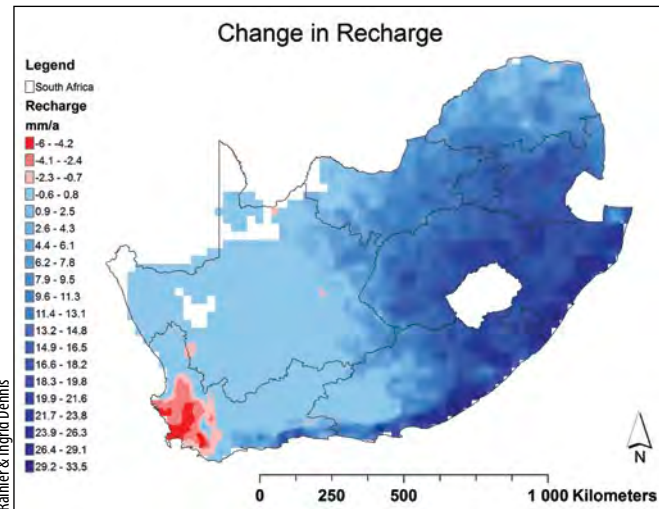 Change in Recharge
Legend
South Africa
Recharge
mm/a
-6 - -4.2
-4.1 - -2.4
-2.3 - -0.7
-0.6 - 0.8
0.9 - 2.5
2.6 - 4.3
4.4 - 6.1
6.2 - 7.8
7.9 - 9.5
9.6 - 11.3
11.4 - 13.1
13.2 - 14.8
14.9 - 16.5
16.6 - 18.2
18.3 - 19.8
19.9 - 21.6
21.7 - 23.8
23.9 - 26.3
26.4 - 29.1
29.2 - 33.5
N
0 250 500 1 000 Kilometers
Rainier & Ingrid Dennis